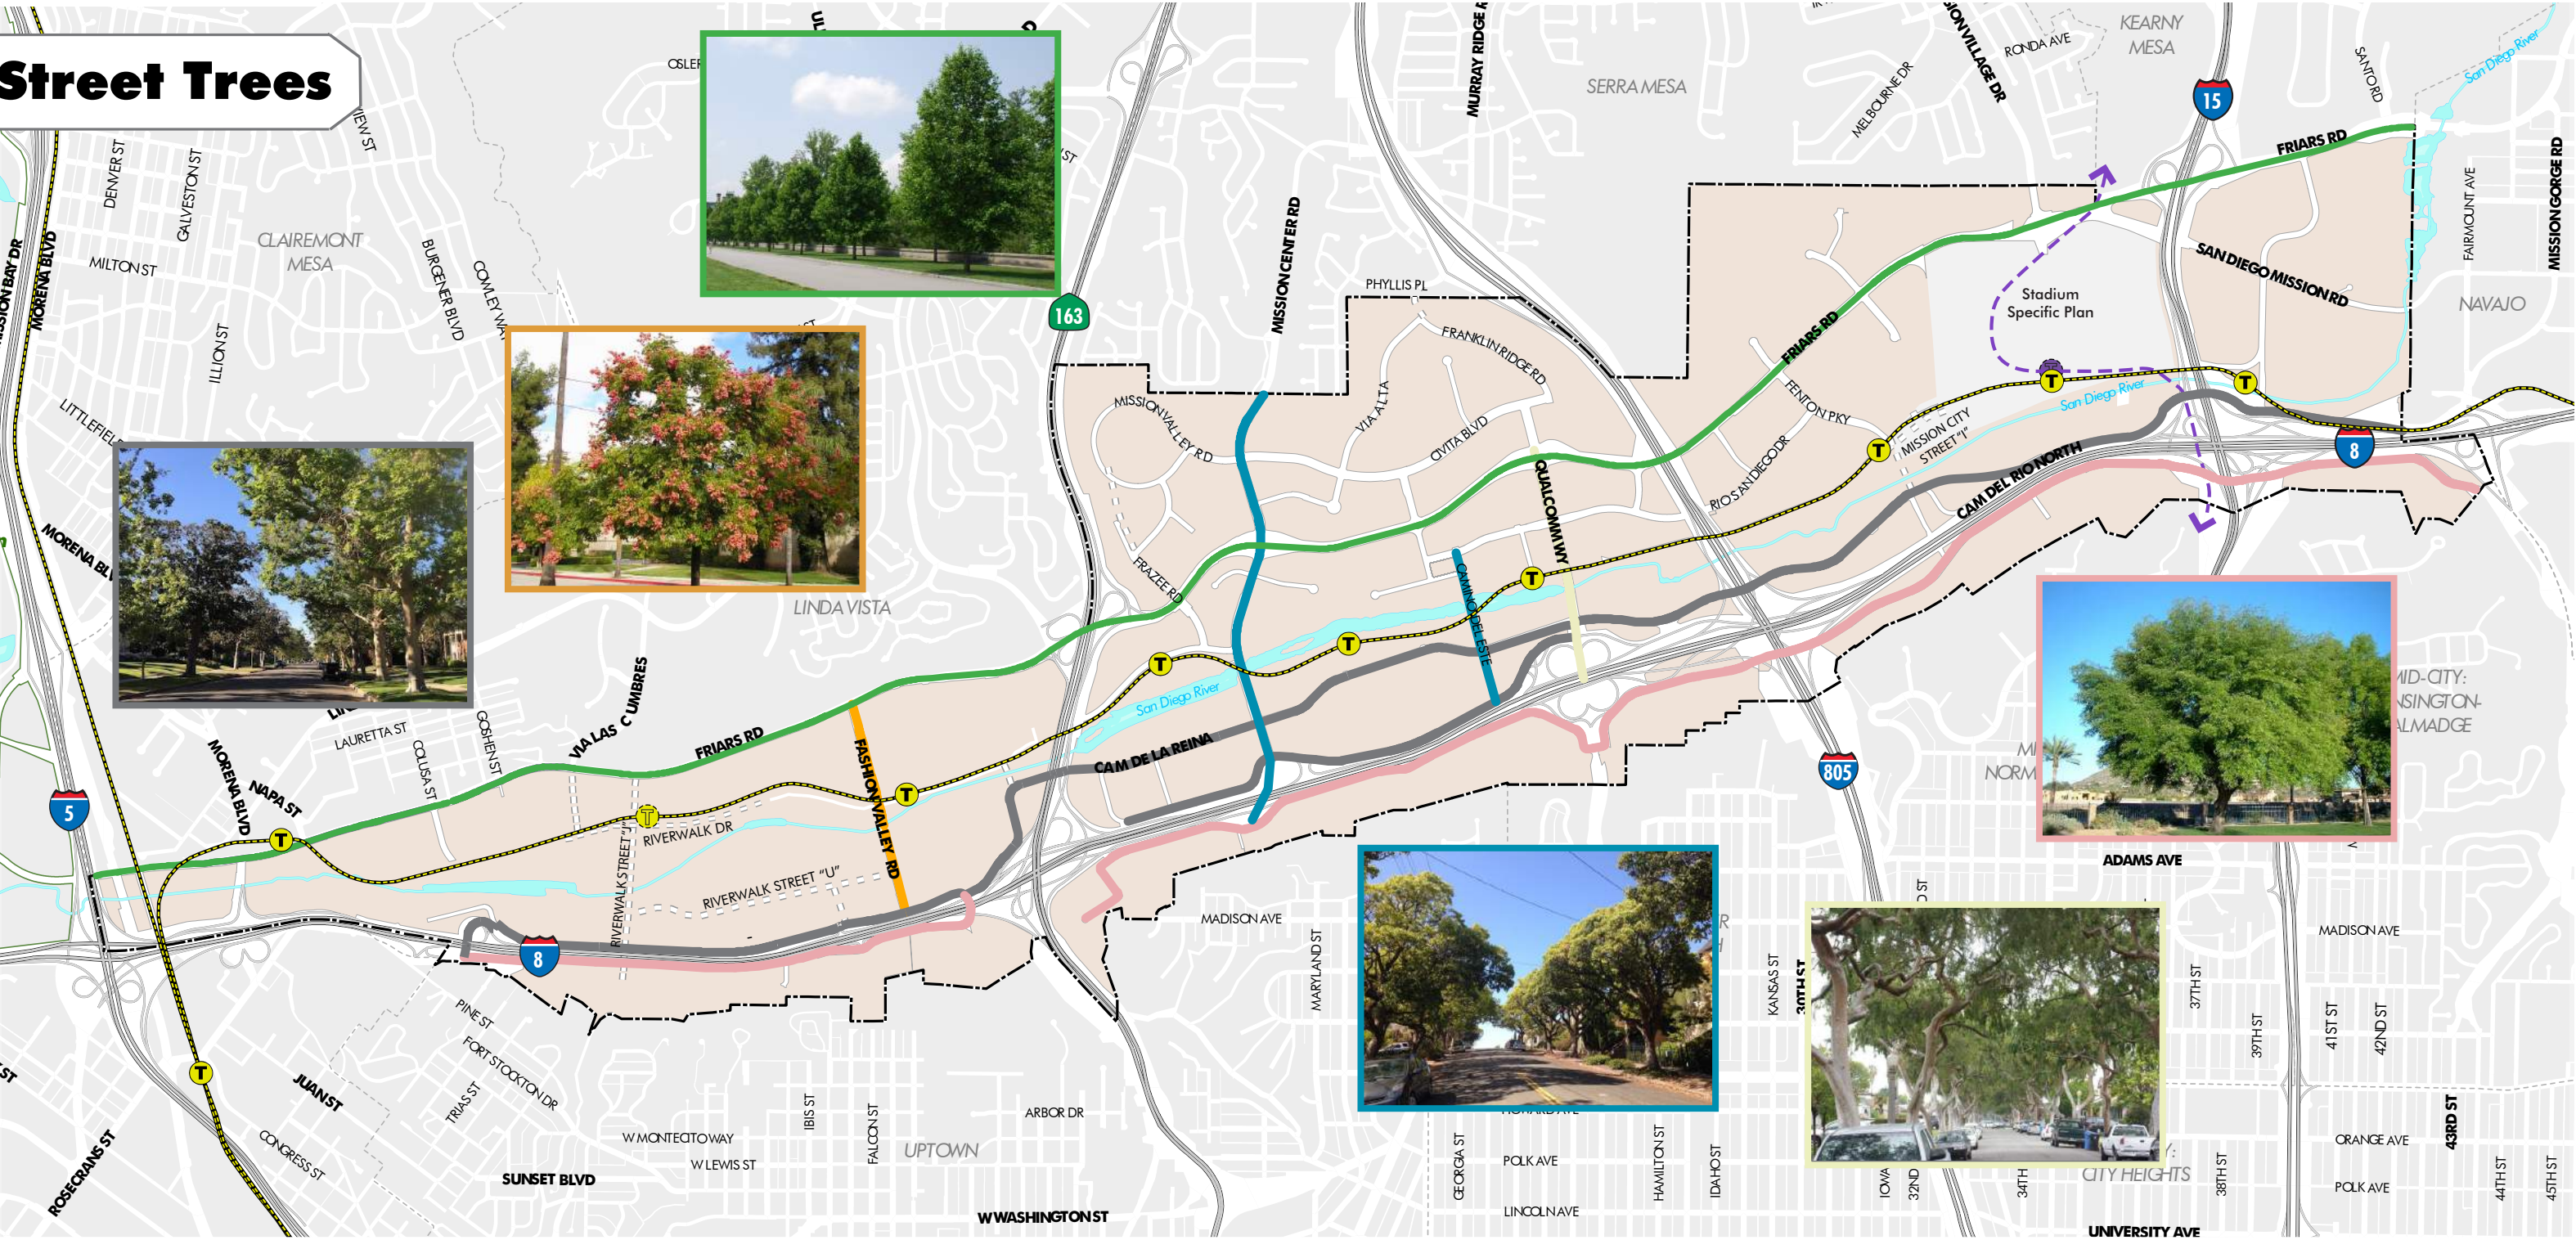 Street Trees
DENVER ST
GALVESTON ST
MILTON ST
CLAIREMONT
MESA
BURGENER BLVD
ILLION ST
MORENA BLVD
SERRA MESA
MISSION CENTER RD
PHYLLIS PL
MELBOURNE DR
RONDA AVE
KEARNY
MESA
15
SANTO RD
San Diego River
FRIARS RD
FAIRMOUNT AVE
MISSION GORGE RD
SAN DIEGO MISSION RD
NAVAJO
Stadium
Specific Plan
163
FRANKLIN RIDGE RD
VIA ALTA
CIVITA BLVD
MISSION VALLEY RD
FRIARS RD
FENTON PKY
RIO SAN DIEGO DR
MISSION CITY
STREET "I"
San Diego River
T
T
T
8
CAM DEL RIO NORTH
QUALCOMM WY
FRAZEE RD
CAMINO DEL ESTE
T
T
T
LINDA VISTA
San Diego River
CAM DE LA REINA
VIA LAS CUMBRES
FRIARS RD
FASHION VALLEY RD
LAURETTA ST
COLUSA ST
GOSHEN ST
MORENA BLVD
NAPA ST
5
T
T
T
RIVERWALK DR
RIVERWALK STREET "J"
RIVERWALK STREET "U"
8
805
ADAMS AVE
MADISON AVE
MADISON AVE
MARYLAND ST
KANSAS ST
30TH ST
37TH ST
39TH ST
41ST ST
42ND ST
PINE ST
FORT STOCKTON DR
TRIAS ST
JUAN ST
CONGRESS ST
ROSECRANS ST
T
IBIS ST
FALCON ST
ARBOR DR
W MONTECITO WAY
W LEWIS ST
UPTOWN
SUNSET BLVD
W WASHINGTON ST
GEORGIA ST
POLK AVE
LINCOLN AVE
HAMILTON ST
IDAHO ST
IOWA
32ND
34TH
CITY HEIGHTS
38TH ST
ORANGE AVE
POLK AVE
43RD ST
44TH ST
45TH ST
UNIVERSITY AVE